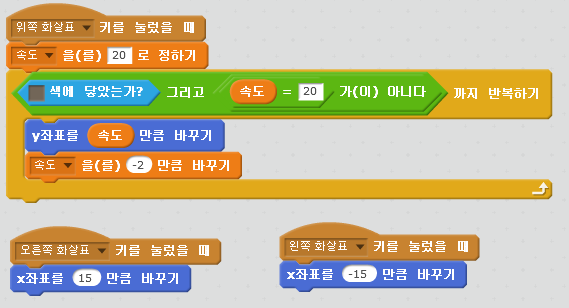 위쪽 화살표 키를 눌렀을 때
속도 을(를) 20 로 정하기
색에 닿았는가? 그리고 속도 = 20 가(이) 아니다 까지 반복하기
y좌표를 속도 만큼 바꾸기
속도 을(를) -2 만큼 바꾸기
오른쪽 화살표 키를 눌렀을 때
x좌표를 15 만큼 바꾸기
왼쪽 화살표 키를 눌렀을 때
x좌표를 -15 만큼 바꾸기